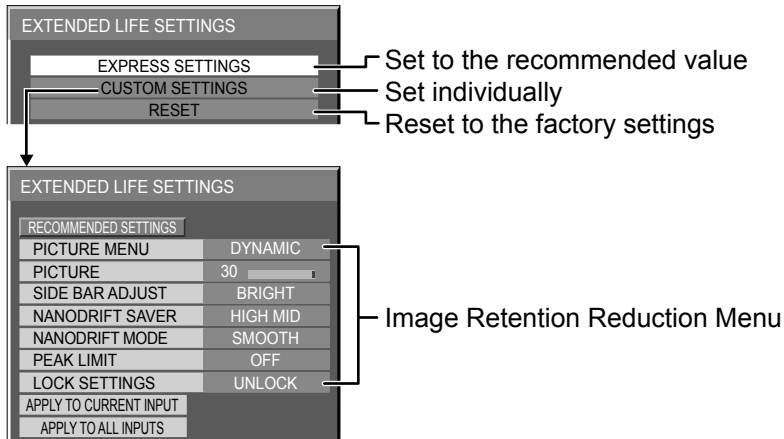 EXTENDED LIFE SETTINGS
EXPRESS SETTINGS
Set to the recommended value
CUSTOM SETTINGS
Set individually
RESET
Reset to the factory settings
EXTENDED LIFE SETTINGS
RECOMMENDED SETTINGS
PICTURE MENU DYNAMIC
PICTURE 30
SIDE BAR ADJUST BRIGHT
NANODRIFT SAVER HIGH MID
NANODRIFT MODE SMOOTH
PEAK LIMIT OFF
LOCK SETTINGS UNLOCK
Image Retention Reduction Menu
APPLY TO CURRENT INPUT
APPLY TO ALL INPUTS